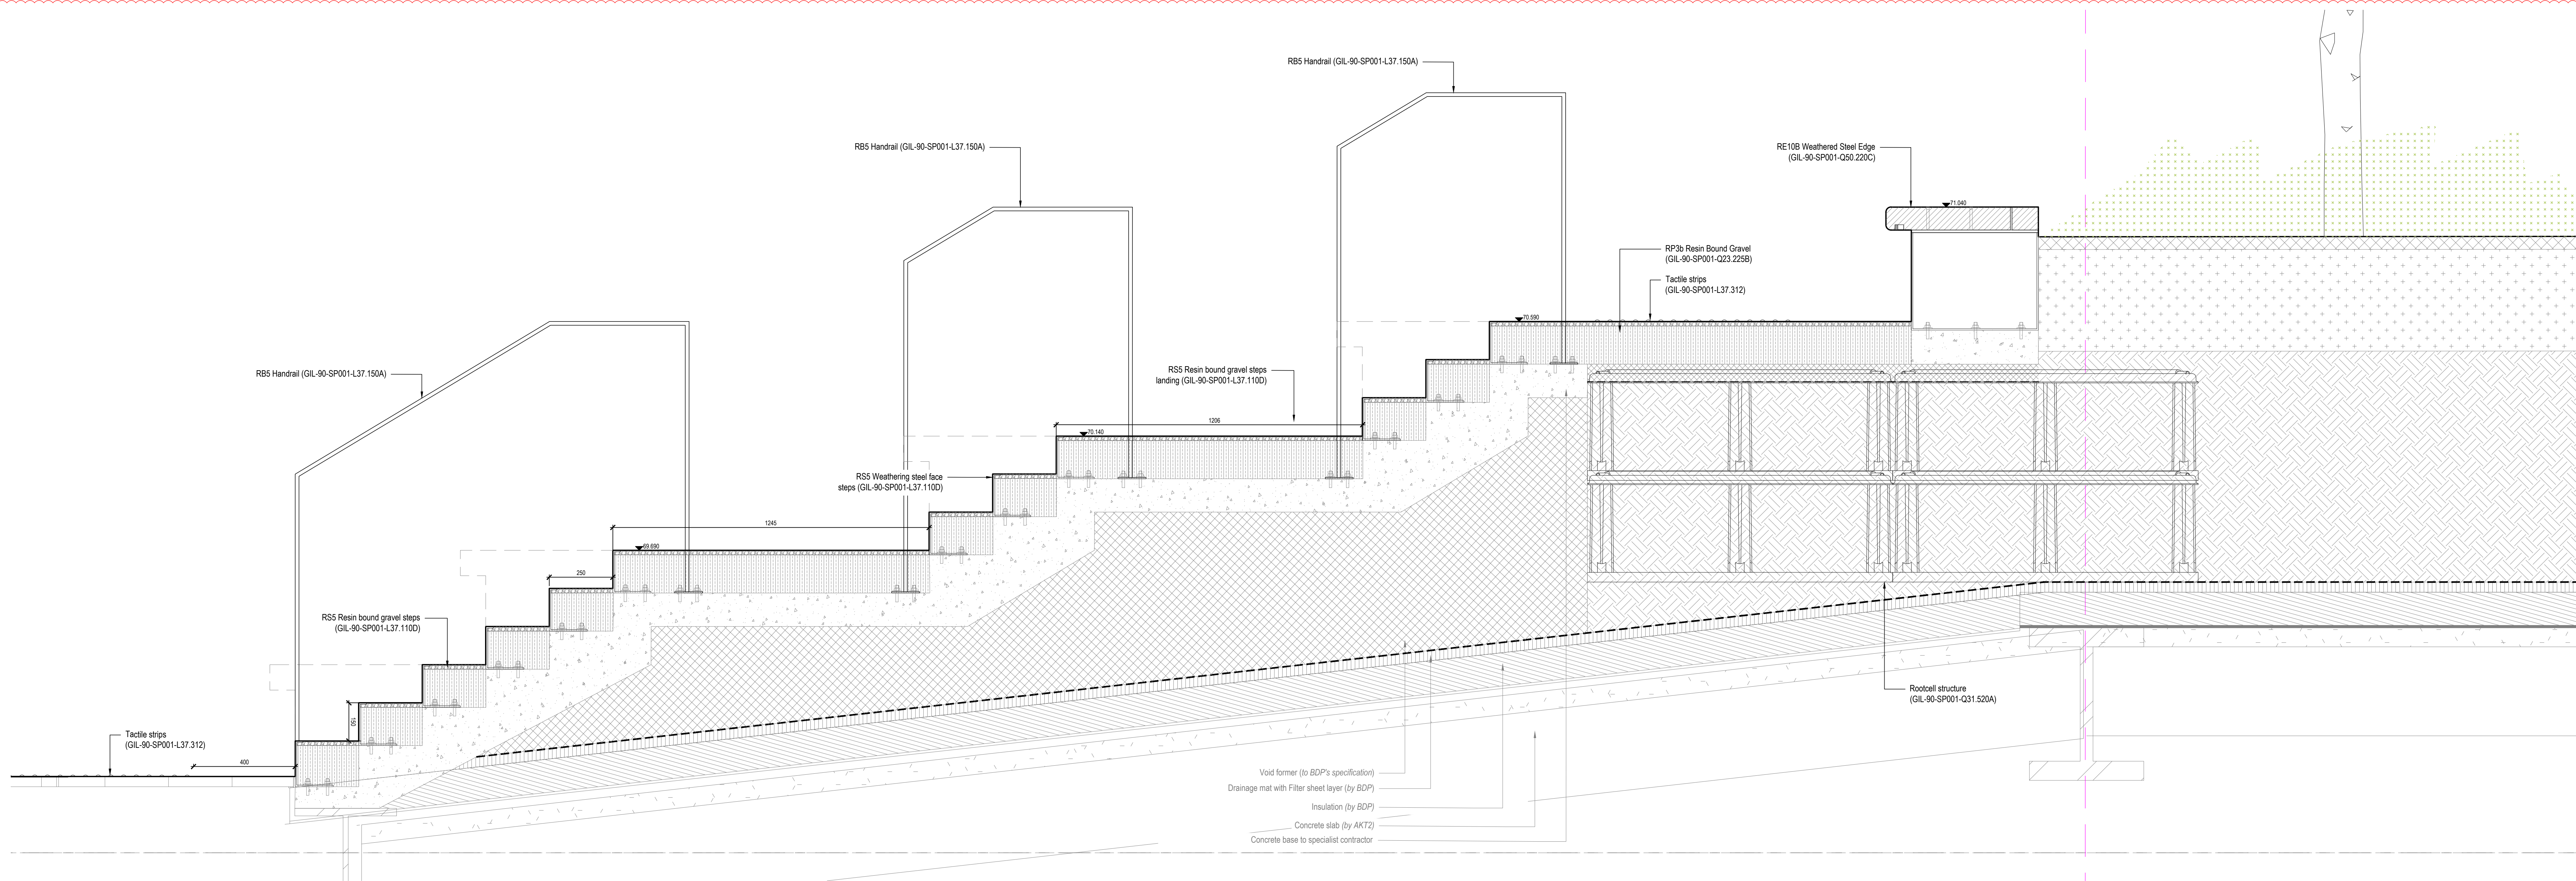 RB5 Handrail (GIL-90-SP001-L37.150A)
RB5 Handrail (GIL-90-SP001-L37.150A)
RE10B Weathered Steel Edge
(GIL-90-SP001-Q50.220C)
71.040
RP3b Resin Bound Gravel
(GIL-90-SP001-Q23.225B)
Tactile strips
(GIL-90-SP001-L37.312)
70.590
RB5 Handrail (GIL-90-SP001-L37.150A)
RS5 Resin bound gravel steps
landing (GIL-90-SP001-L37.110D)
1206
70.140
RS5 Weathering steel face
steps (GIL-90-SP001-L37.110D)
1245
69.690
250
RS5 Resin bound gravel steps
(GIL-90-SP001-L37.110D)
150
Tactile strips
(GIL-90-SP001-L37.312)
400
Rootcell structure
(GIL-90-SP001-Q31.520A)
Void former (to BDP's specification)
Drainage mat with Filter sheet layer (by BDP)
Insulation (by BDP)
Concrete slab (by AKT2)
Concrete base to specialist contractor